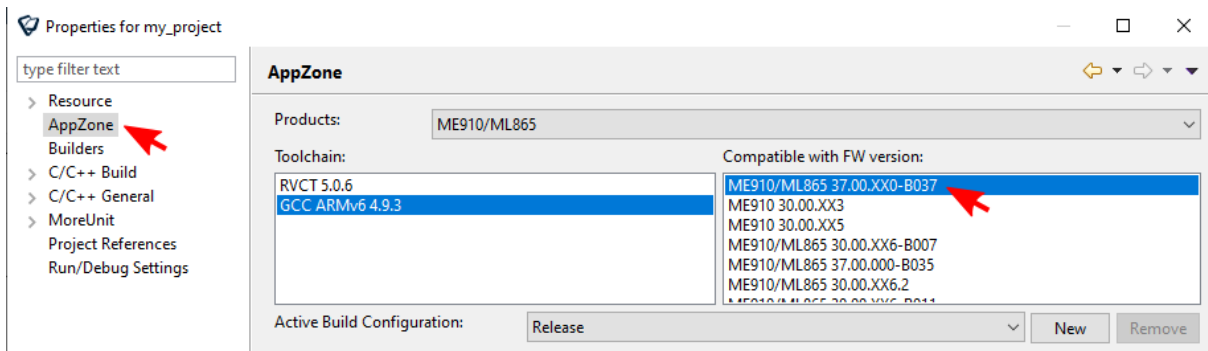 Properties for my_project
type filter text
Resource
AppZone
Builders
C/C++ Build
C/C++ General
MoreUnit
Project References
Run/Debug Settings
AppZone
Products:
ME910/ML865
Toolchain:
RVCT 5.0.6
GCC ARMv6 4.9.3
Compatible with FW version:
ME910/ML865 37.00.XX0-B037
ME910 30.00.XX3
ME910 30.00.XX5
ME910/ML865 30.00.XX6-B007
ME910/ML865 37.00.000-B035
ME910/ML865 30.00.XX6.2
Active Build Configuration:
Release
New
Remove